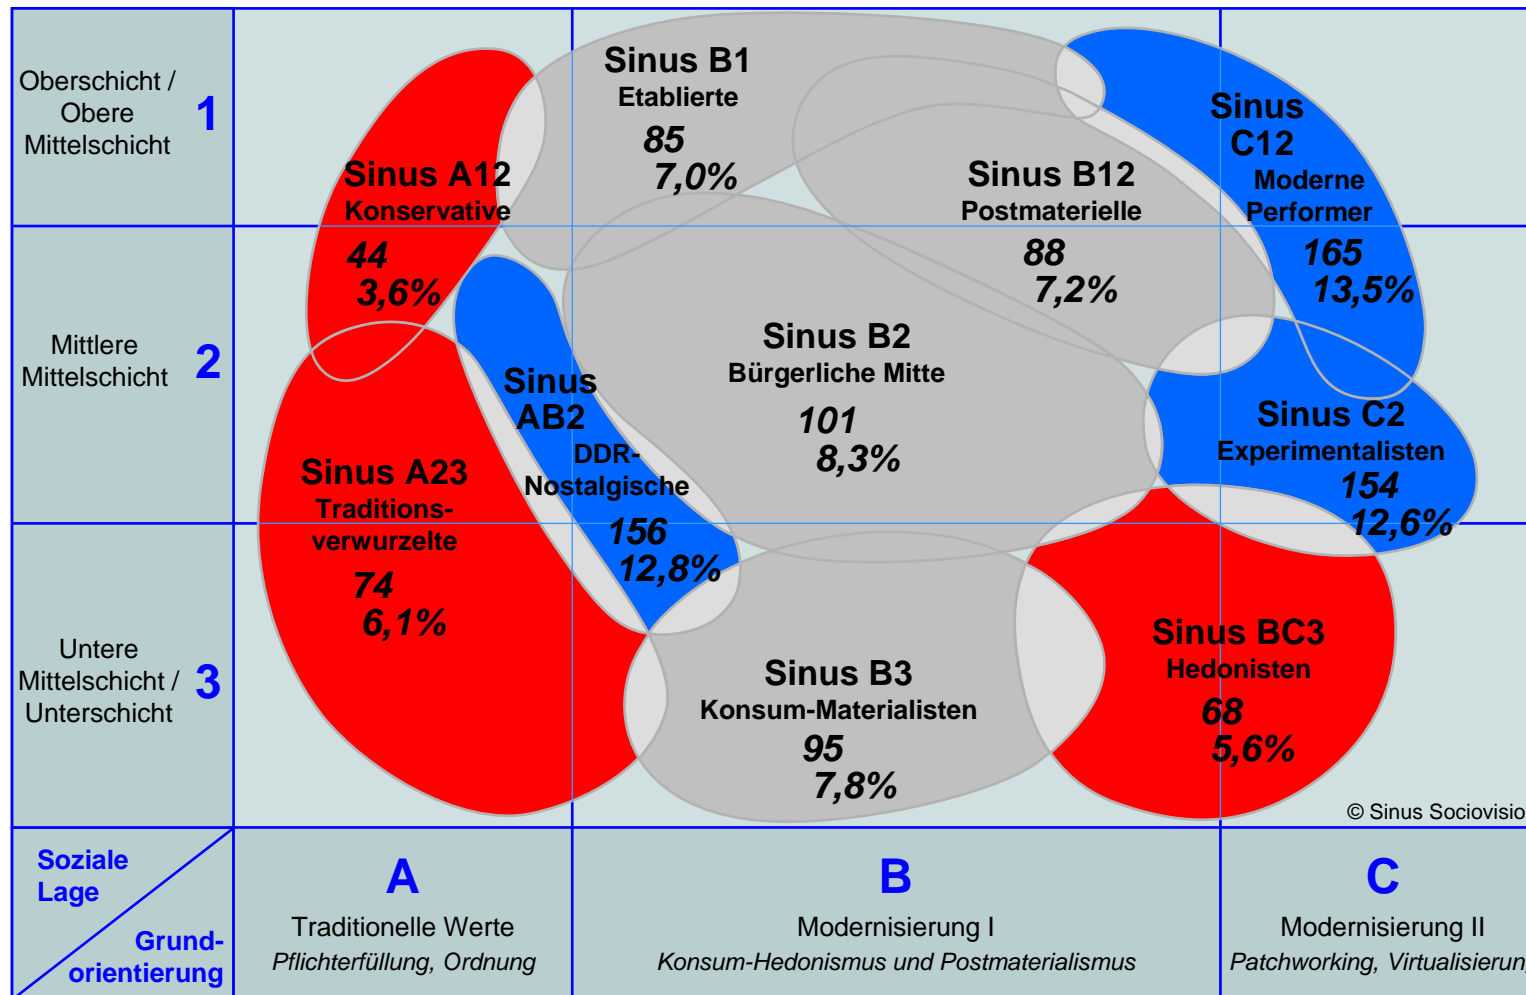 Oberschicht /
Obere
Mittelschicht
1
Mittlere
Mittelschicht
2
Untere
Mittelschicht /
Unterschicht
3
Sinus B1
Etablierte
85
7,0%
Sinus A12
Konservative
44
3,6%
Sinus B12
Postmaterielle
88
7,2%
Sinus
C12
Moderne
Performer
165
13,5%
Sinus B2
Bürgerliche Mitte
101
8,3%
Sinus
AB2
DDR-
Nostalgische
156
12,8%
Sinus C2
Experimentalisten
154
12,6%
Sinus A23
Traditions-
verwurzelte
74
6,1%
Sinus B3
Konsum-Materialisten
95
7,8%
Sinus BC3
Hedonisten
68
5,6%
© Sinus Sociovisio
Soziale
Lage
Grund-
orientierung
A
Traditionelle Werte
Pflichterfüllung, Ordnung
B
Modernisierung I
Konsum-Hedonismus und Postmaterialismus
C
Modernisierung II
Patchworking, Virtualisierun